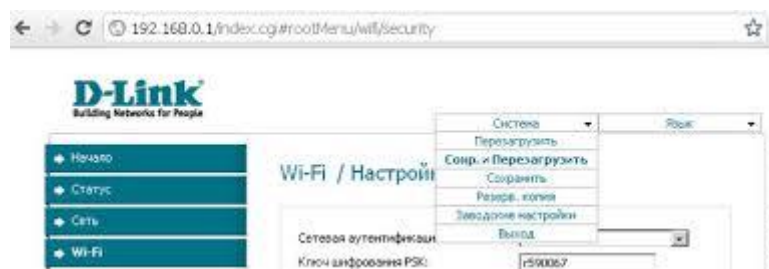 192.168.0.1/index.cgi#rootMenu/wifi/security
D-Link
Building Networks for People
Система
Язык
Перезагрузить
Сохр. и Перезагрузить
Сохранить
Резерв. копия
Заводские настройки
Выход
Начало
Статус
Сеть
Wi-Fi
Wi-Fi / Настройк
Сетевая аутентификаци
Ключ шифрования PSK:
r590067